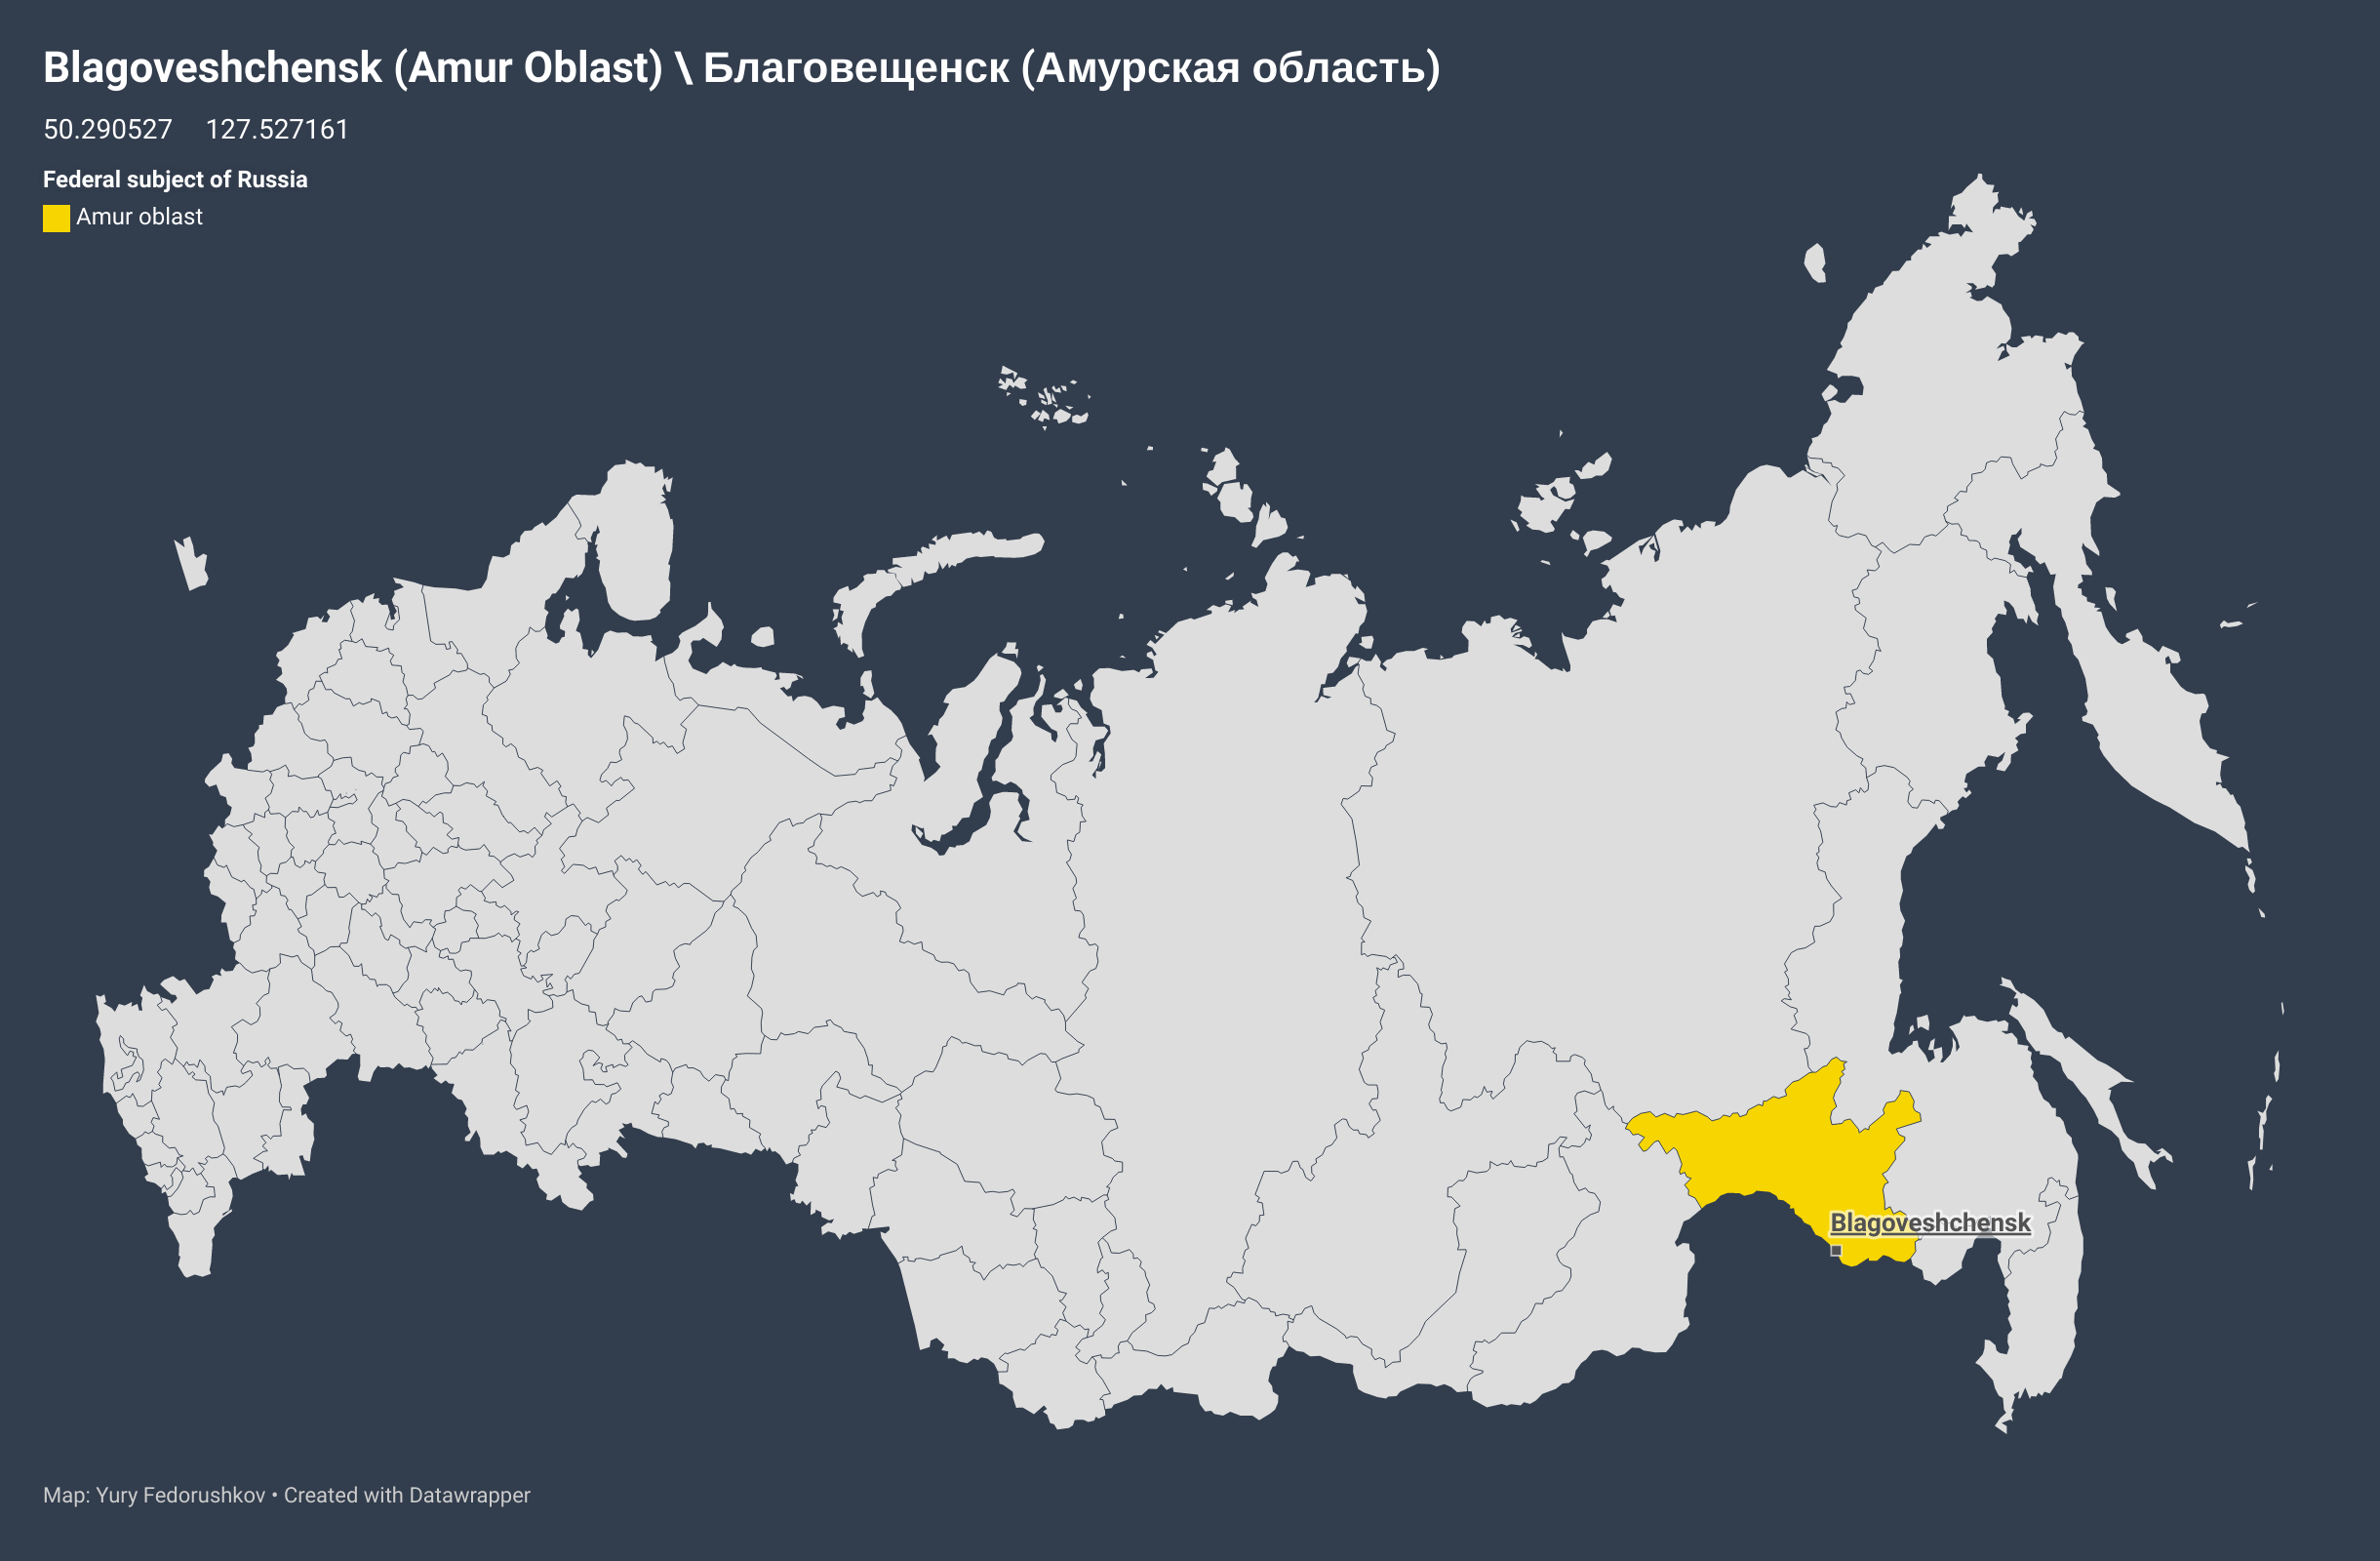 Blagoveshchensk (Amur Oblast) \ Благовещенск (Амурская область)
50.290527 127.527161
Federal subject of Russia
Amur oblast
Blagoveshchensk
Map: Yury Fedorushkov • Created with Datawrapper